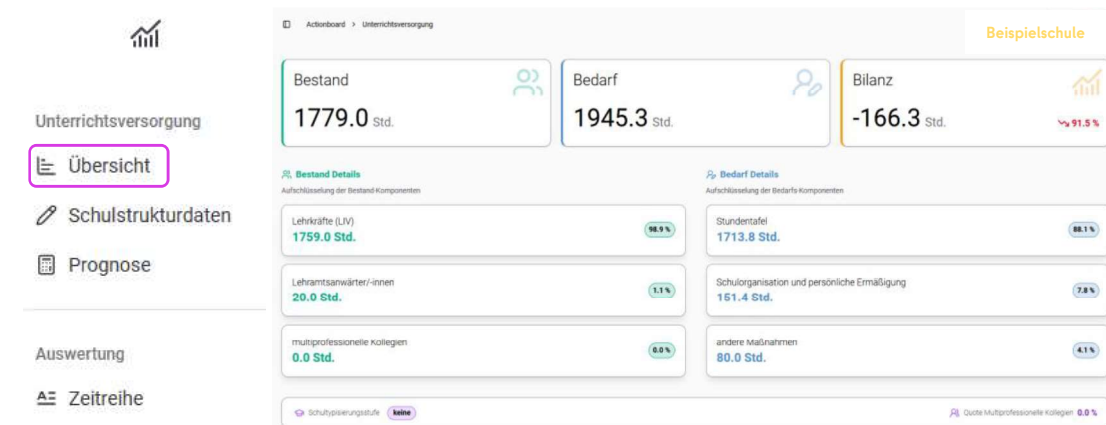 Unterrichtsversorgung
Übersicht
Schulstrukturdaten
Prognose
Auswertung
Zeitreihe
Actionboard > Unterrichtsversorgung
Beispielschule
Bestand
1779.0 Std.
Bedarf
1945.3 Std.
Bilanz
-166.3 Std.
91.5 %
Bestand Details
Aufschlüsselung der Bestand-Komponenten
Lehrkräfte (LIV)
1759.0 Std.
98.9 %
Lehramtsanwärter/-innen
20.0 Std.
1.1 %
multiprofessionelle Kollegien
0.0 Std.
0.0 %
Bedarf Details
Aufschlüsselung der Bedarfs-Komponenten
Stundentafel
1713.8 Std.
88.1 %
Schulorganisation und persönliche Ermäßigung
151.4 Std.
7.8 %
andere Maßnahmen
80.0 Std.
4.1 %
Schultypisierungsstufe keine
Quote Multiprofessionelle Kollegien 0.0 %